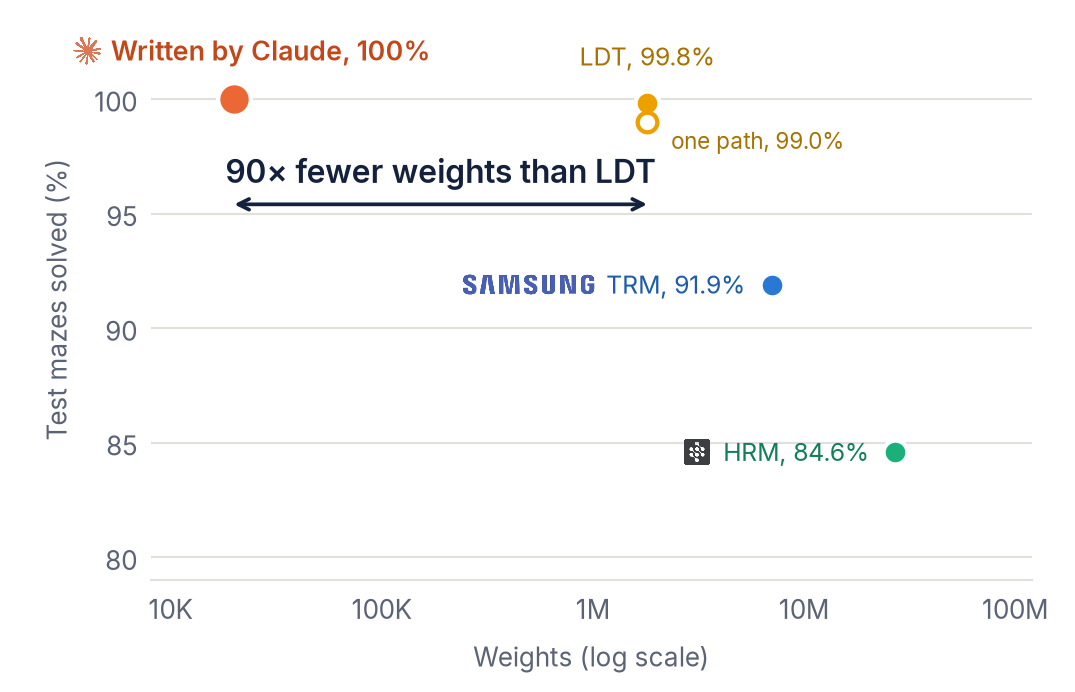 Written by Claude, 100%
LDT, 99.8%
100
one path, 99.0%
90× fewer weights than LDT
95
SAMSUNG TRM, 91.9%
90
85
HRM, 84.6%
80
Test mazes solved (%)
10K 100K 1M 10M 100M
Weights (log scale)